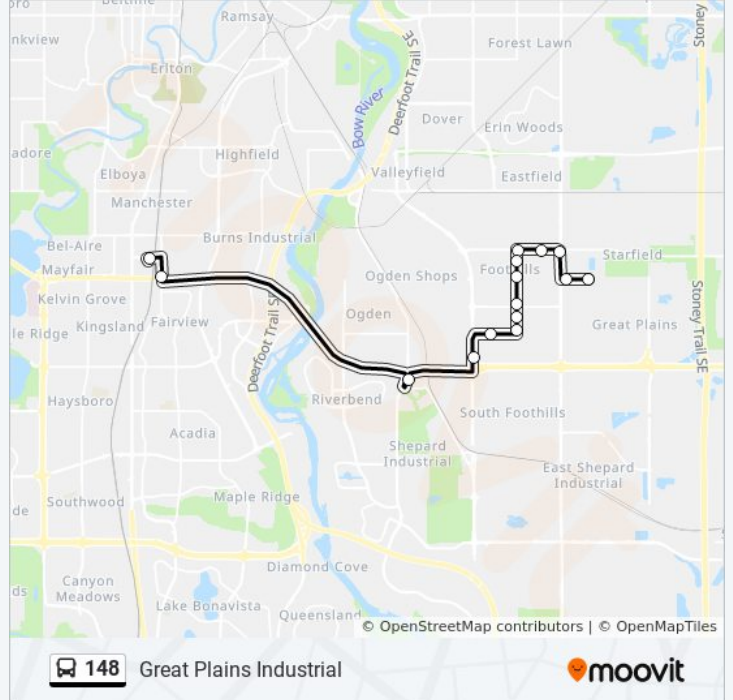 Beltline
Ramsay
nkview
Erlton
Forest Lawn
Stoney
Deerfoot Trail SE
Bow River
Dover
Erin Woods
adore
Highfield
Valleyfield
Elboya
Eastfield
Manchester
Burns Industrial
Bel-Aire
Starfield
Mayfair
Ogden Shops
Foothills
Kelvin Grove
Ogden
Kingsland
Fairview
Great Plains
le Ridge
Deerfoot Trail SE
Stoney Trail SE
Haysboro
Riverbend
Acadia
South Foothills
Shepard
Industrial
East Shepard
Industrial
Maple Ridge
Southwood
de
Diamond Cove
Canyon
Meadows
ds
Lake Bonavista
Queensland
© OpenStreetMap contributors | © OpenMapTiles
148 Great Plains Industrial
moovit